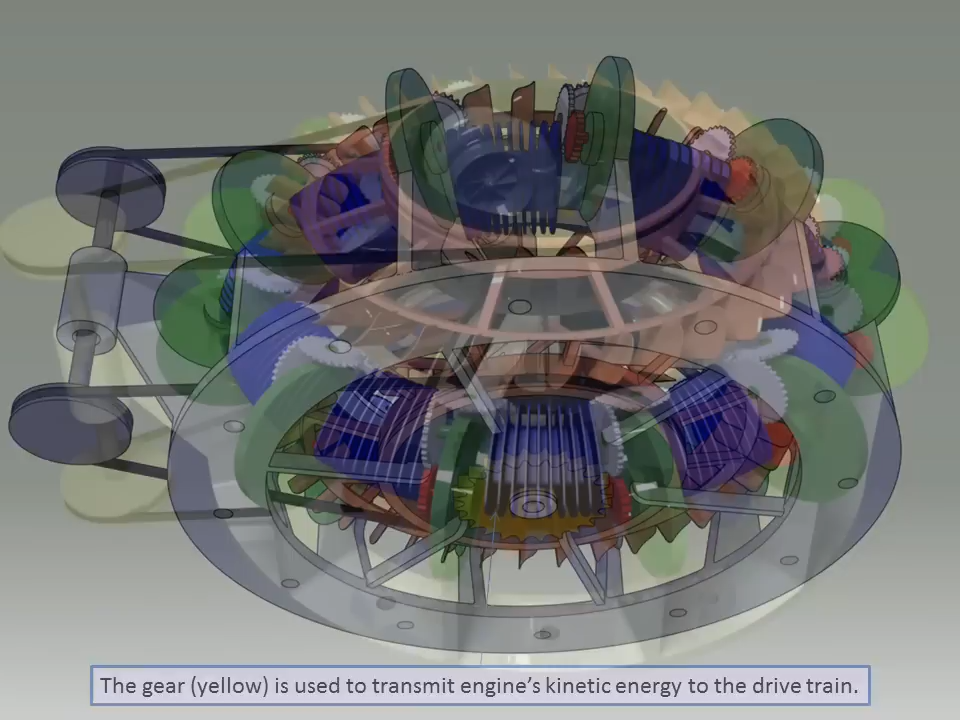 The gear (yellow) is used to transmit engine’s kinetic energy to the drive train.